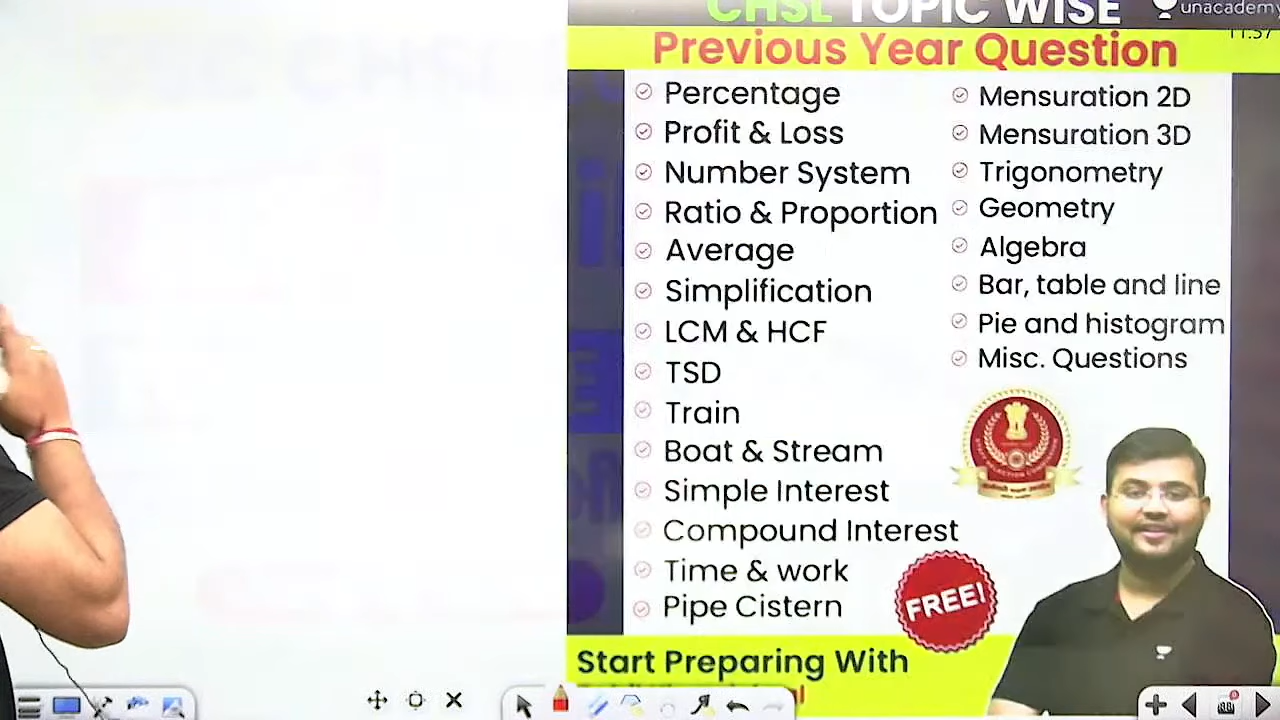 CHSL TOPIC WISE
unacademy
11:37
Previous Year Question
Percentage
Profit & Loss
Number System
Ratio & Proportion
Average
Simplification
LCM & HCF
TSD
Train
Boat & Stream
Simple Interest
Compound Interest
Time & work
Pipe Cistern
Mensuration 2D
Mensuration 3D
Trigonometry
Geometry
Algebra
Bar, table and line
Pie and histogram
Misc. Questions
FREE!
Start Preparing With